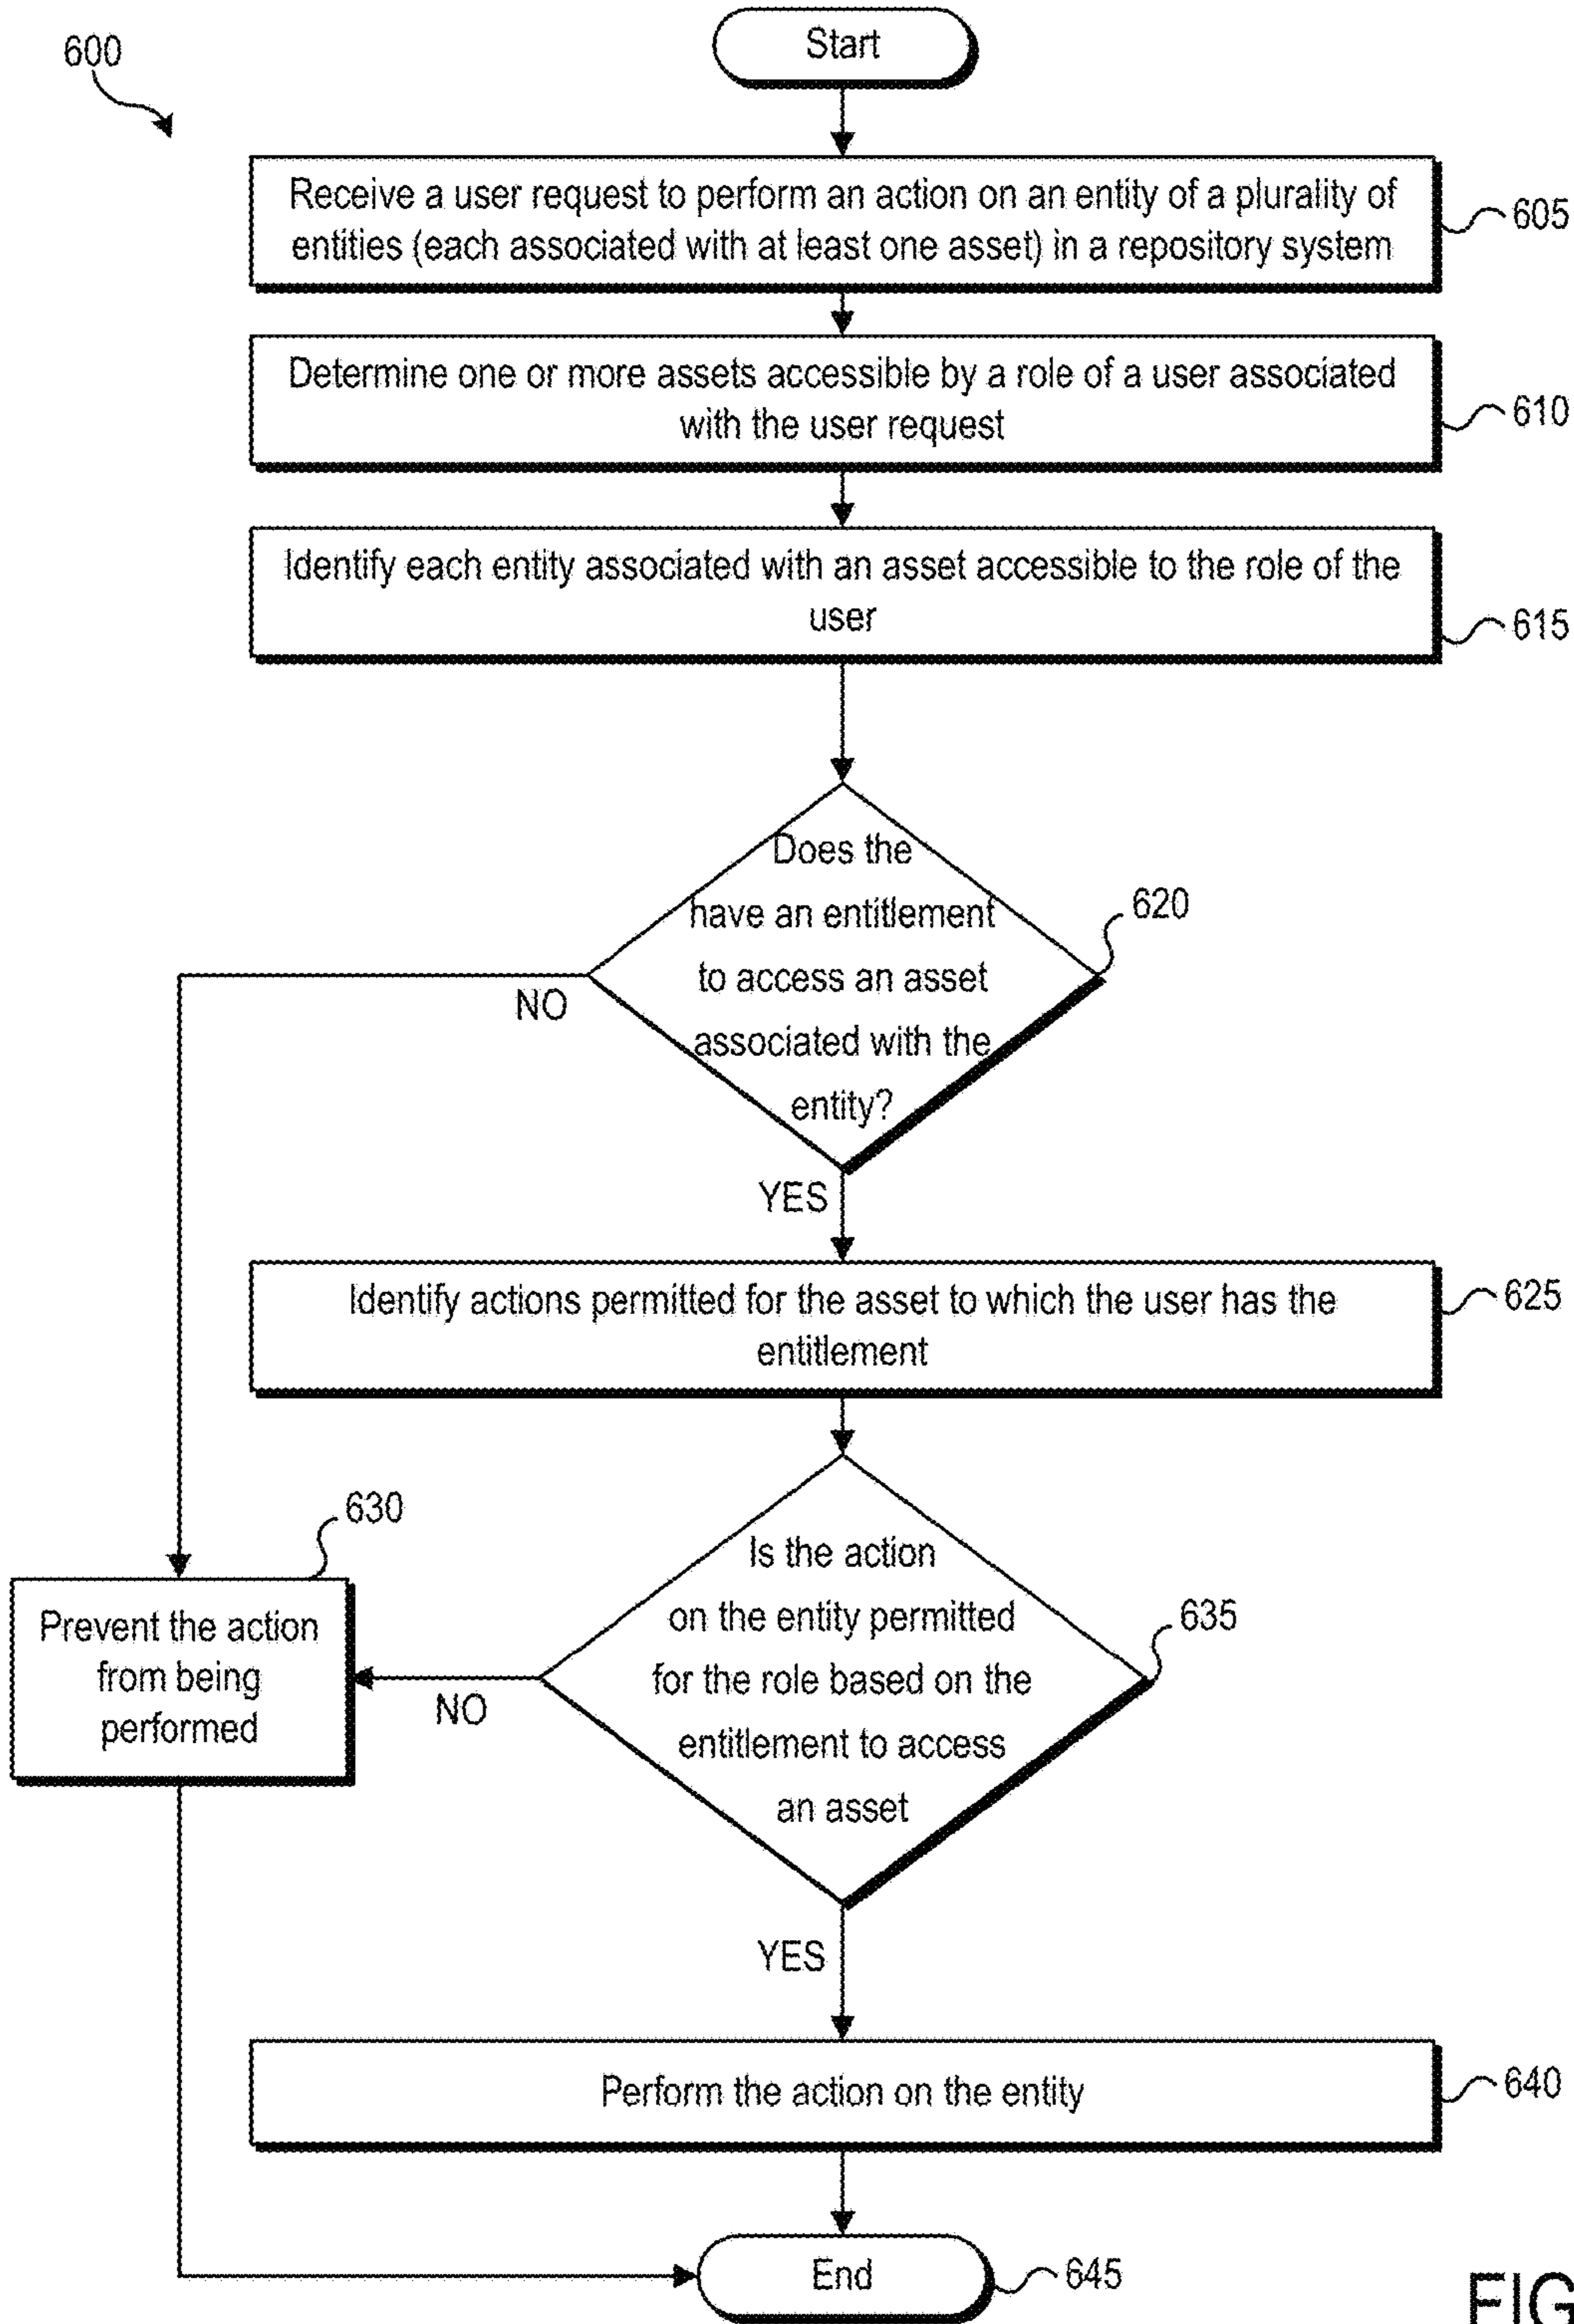 600
Start
Receive a user request to perform an action on an entity of a plurality of
entities (each associated with at least one asset) in a repository system
605
Determine one or more assets accessible by a role of a user associated
with the user request
610
Identify each entity associated with an asset accessible to the role of the
user
615
Does the
have an entitlement
to access an asset
associated with the
entity?
620
NO
YES
Identify actions permitted for the asset to which the user has the
entitlement
625
630
Prevent the action
from being
performed
Is the action
on the entity permitted
for the role based on the
entitlement to access
an asset
635
NO
YES
Perform the action on the entity
640
End
645
FIG